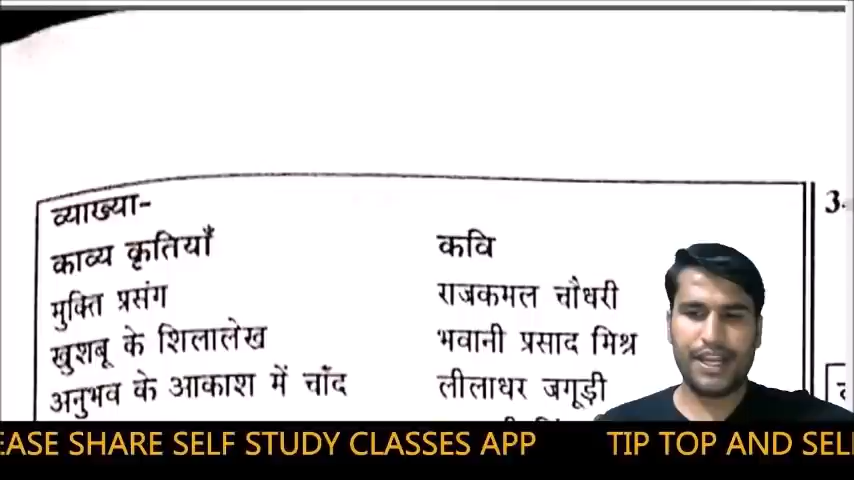 व्याख्या-
काव्य कृतियाँ कवि
मुक्ति प्रसंग राजकमल चौधरी
खुशबू के शिलालेख भवानी प्रसाद मिश्र
अनुभव के आकाश में चाँद लीलाधर जगूड़ी
3.
EASE SHARE SELF STUDY CLASSES APP TIP TOP AND SEL